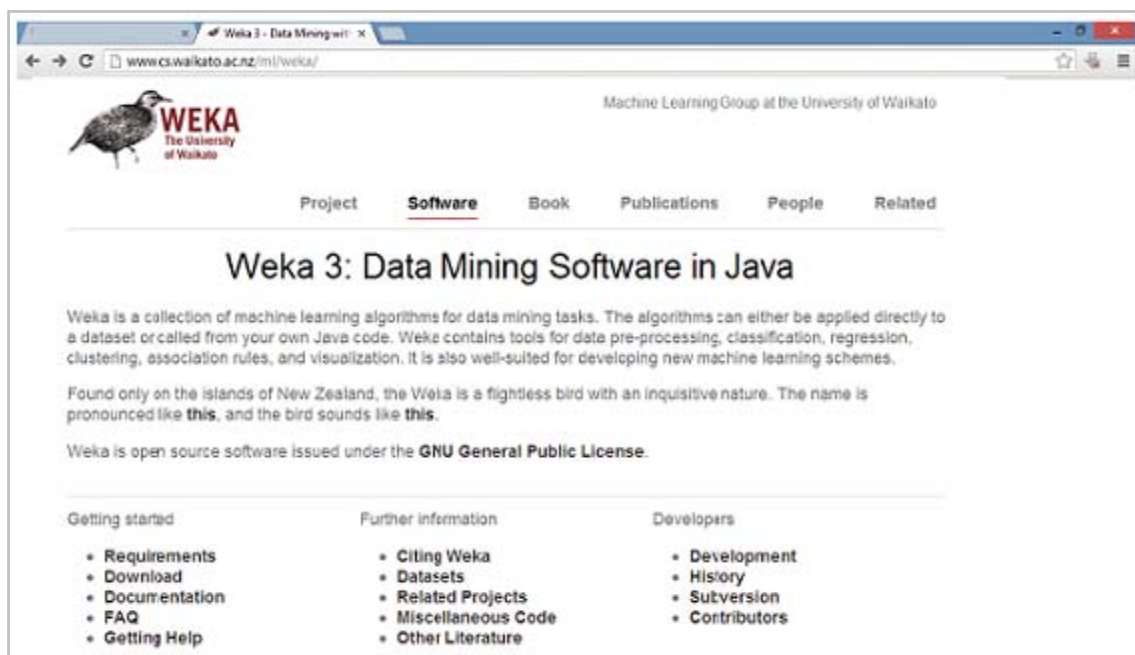 Weka 3 - Data Mining with
www.cs.waikato.ac.nz/ml/weka/
WEKA
The University
of Waikato
Machine Learning Group at the University of Waikato
Project Software Book Publications People Related
Weka 3: Data Mining Software in Java
Weka is a collection of machine learning algorithms for data mining tasks. The algorithms can either be applied directly to
a dataset or called from your own Java code. Weka contains tools for data pre-processing, classification, regression,
clustering, association rules, and visualization. It is also well-suited for developing new machine learning schemes.
Found only on the islands of New Zealand, the Weka is a flightless bird with an inquisitive nature. The name is
pronounced like this, and the bird sounds like this.
Weka is open source software issued under the GNU General Public License.
Getting started Further information Developers
• Requirements • Citing Weka • Development
• Download • Datasets • History
• Documentation • Related Projects • Subversion
• FAQ • Miscellaneous Code • Contributors
• Getting Help • Other Literature